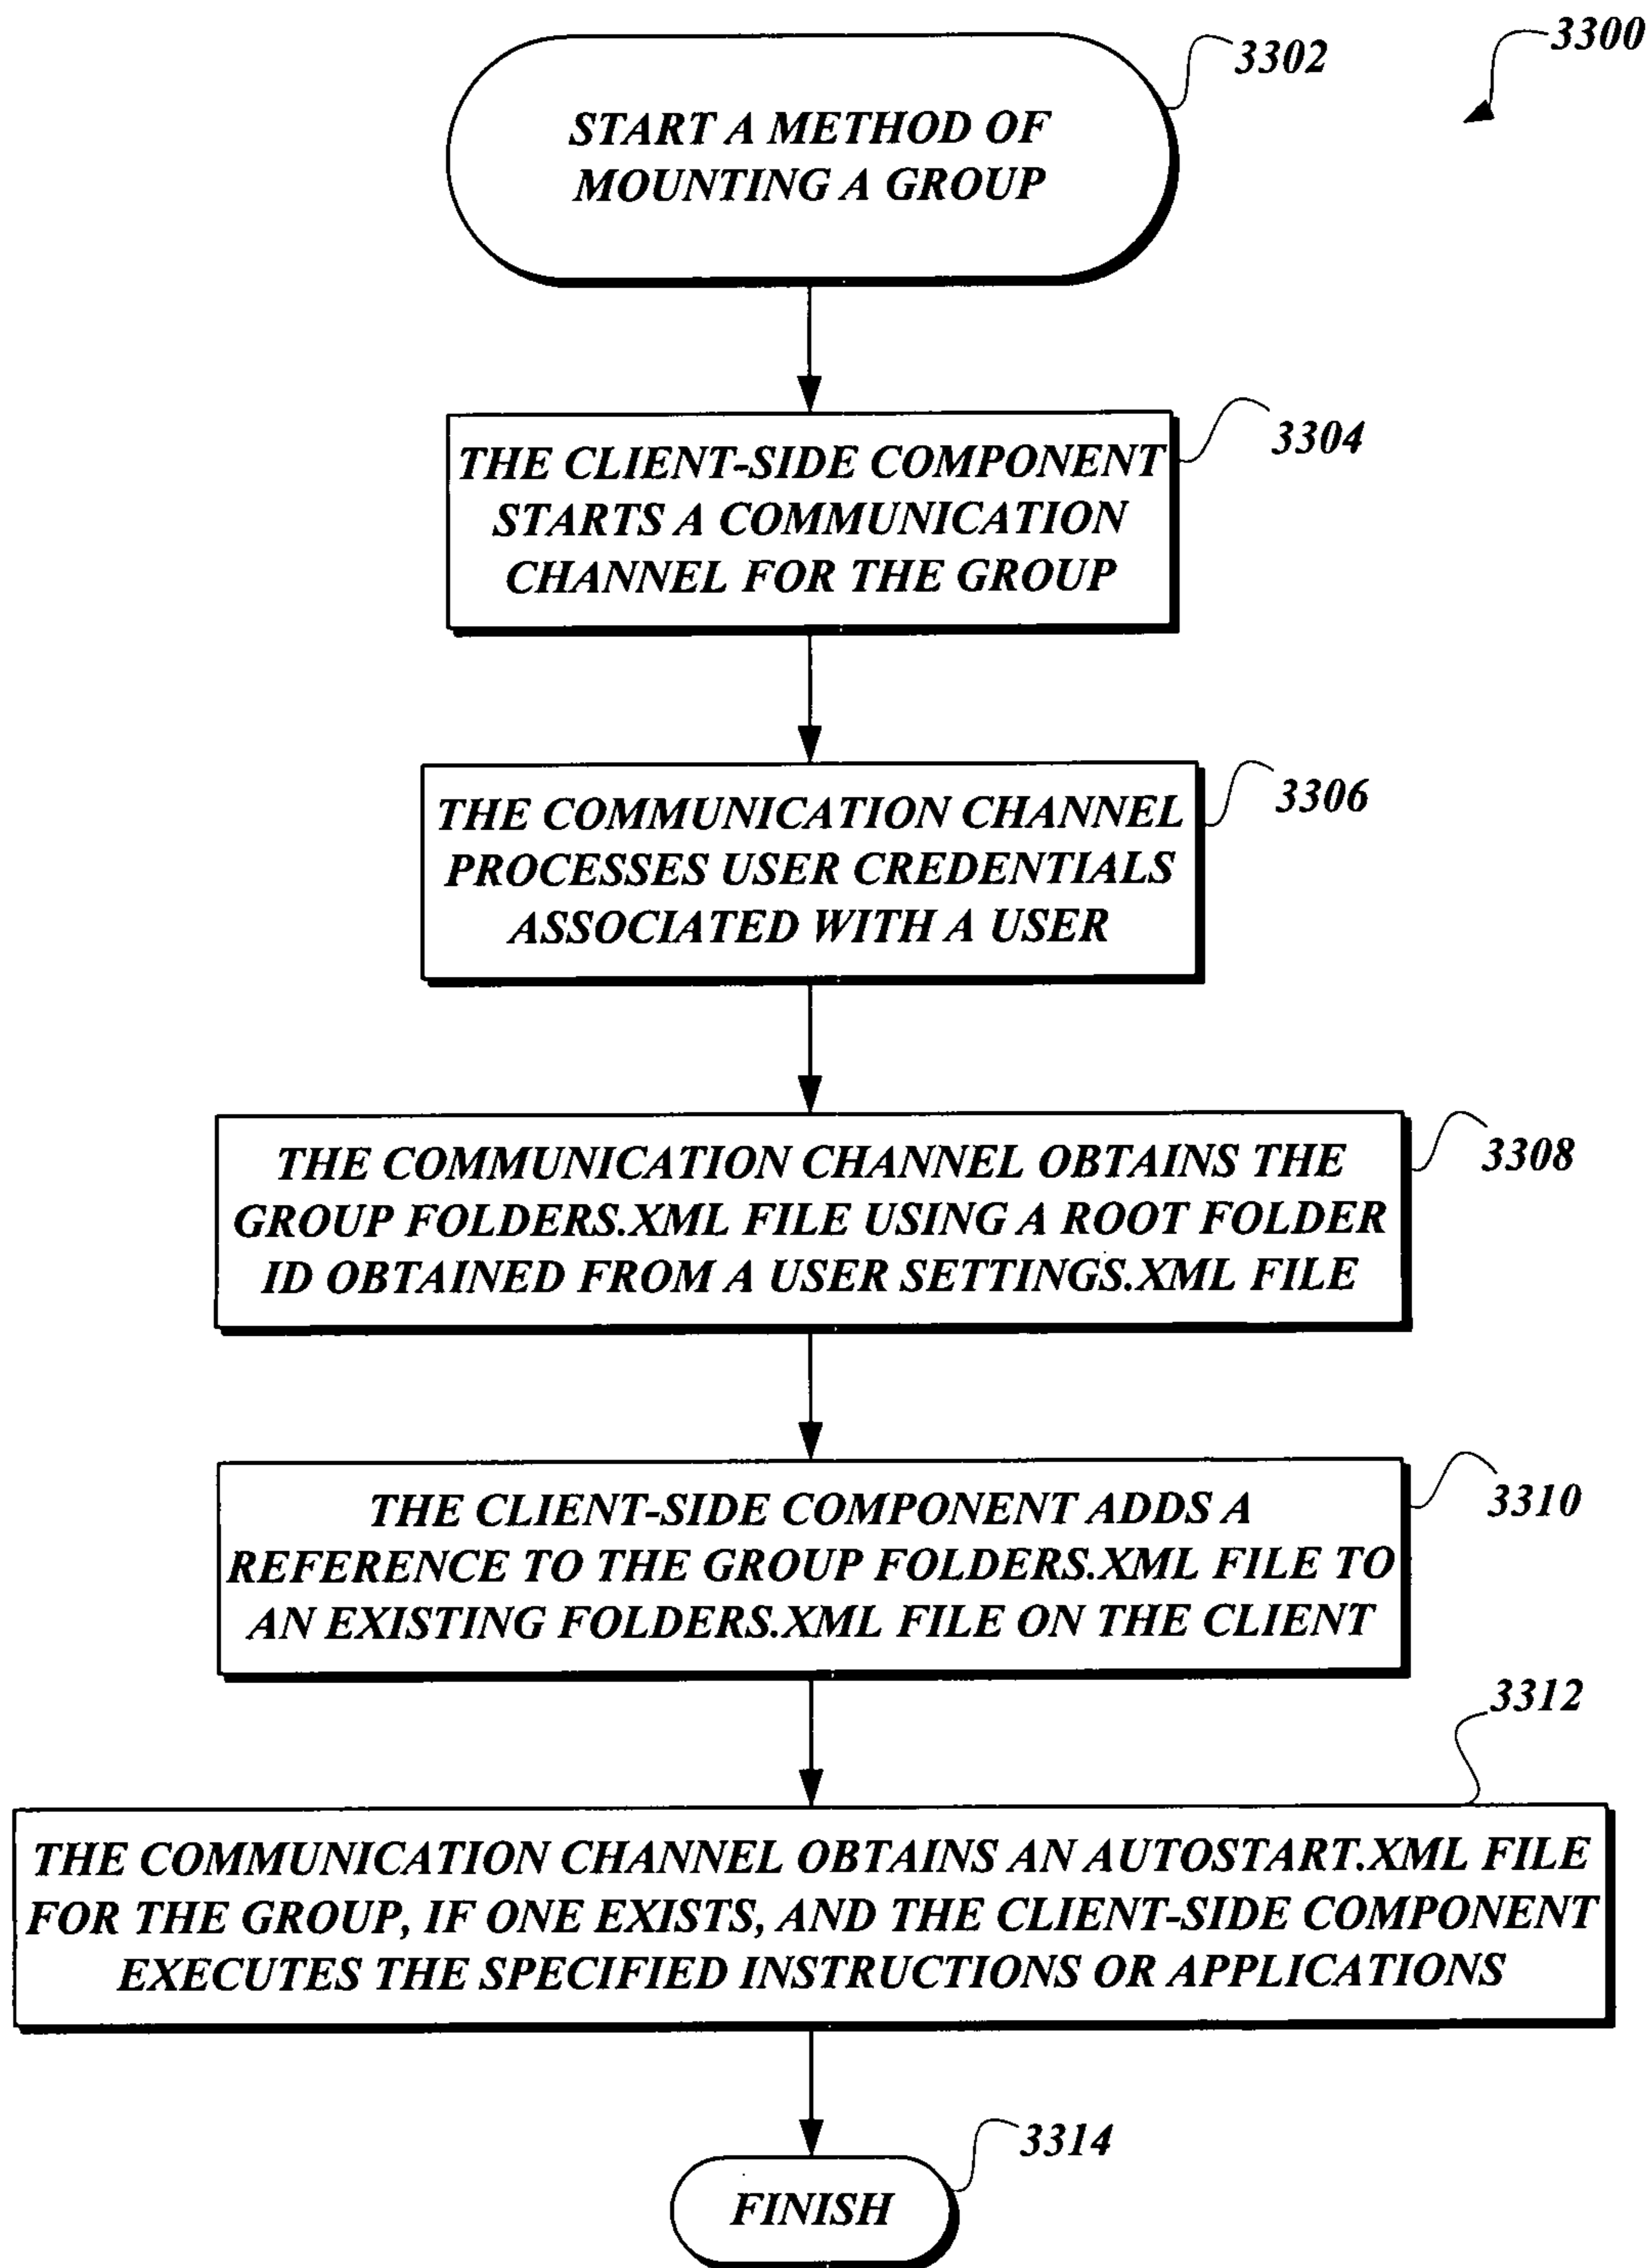 3300
3302
START A METHOD OF
MOUNTING A GROUP
3304
THE CLIENT-SIDE COMPONENT
STARTS A COMMUNICATION
CHANNEL FOR THE GROUP
3306
THE COMMUNICATION CHANNEL
PROCESSES USER CREDENTIALS
ASSOCIATED WITH A USER
3308
THE COMMUNICATION CHANNEL OBTAINS THE
GROUP FOLDERS.XML FILE USING A ROOT FOLDER
ID OBTAINED FROM A USER SETTINGS.XML FILE
3310
THE CLIENT-SIDE COMPONENT ADDS A
REFERENCE TO THE GROUP FOLDERS.XML FILE TO
AN EXISTING FOLDERS.XML FILE ON THE CLIENT
3312
THE COMMUNICATION CHANNEL OBTAINS AN AUTOSTART.XML FILE
FOR THE GROUP, IF ONE EXISTS, AND THE CLIENT-SIDE COMPONENT
EXECUTES THE SPECIFIED INSTRUCTIONS OR APPLICATIONS
3314
FINISH